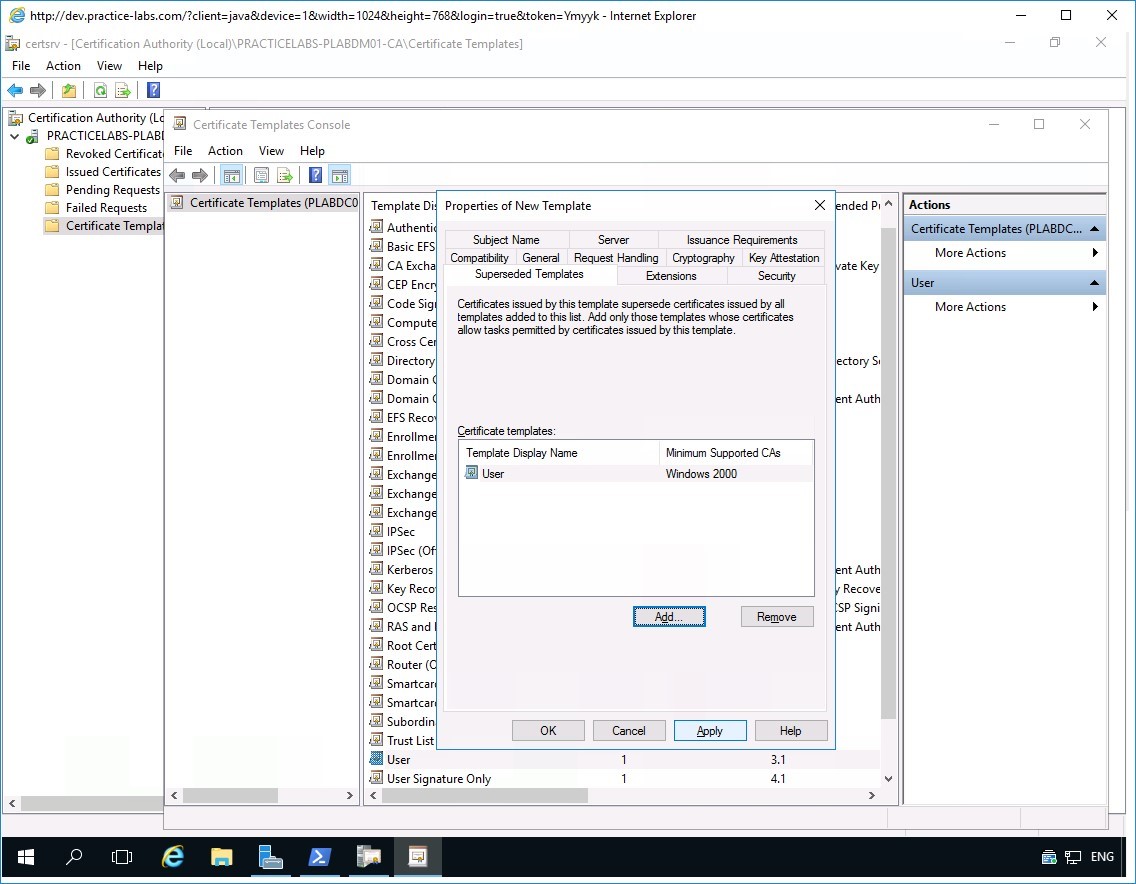 http://dev.practice-labs.com/?client=java&device=1&width=1024&height=768&login=true&token=Ymyyk - Internet Explorer
certsrv - [Certification Authority (Local)\PRACTICELABS-PLABDM01-CA\Certificate Templates]
File Action View Help
Certification Authority (Lo
PRACTICELABS-PLABD
Revoked Certificat
Issued Certificates
Pending Requests
Failed Requests
Certificate Templat
Certificate Templates Console
File Action View Help
Certificate Templates (PLABDC0
Template Dis
Authentic
Basic EFS
CA Excha
CEP Encry
Code Sig
Compute
Cross Cer
Directory
Domain C
Domain C
EFS Reco
Enrollmer
Enrollmer
Exchange
Exchange
Exchange
IPSec
IPSec (Of
Kerberos
Key Reco
OCSP Res
RAS and
Root Cert
Router (O
Smartcar
Smartcar
Subordin
Trust List
User 1 3.1
User Signature Only 1 4.1
ended Pu
vate Key
ectory Se
ent Auth
ent Auth
y Recove
CSP Signi
ent Auth
Properties of New Template
Subject Name Server Issuance Requirements
Compatibility General Request Handling Cryptography Key Attestation
Superseded Templates Extensions Security
Certificates issued by this template supersede certificates issued by all
templates added to this list. Add only those templates whose certificates
allow tasks permitted by certificates issued by this template.
Certificate templates:
Template Display Name Minimum Supported CAs
User Windows 2000
Add... Remove
OK Cancel Apply Help
Actions
Certificate Templates (PLABDC...
More Actions
User
More Actions
ENG